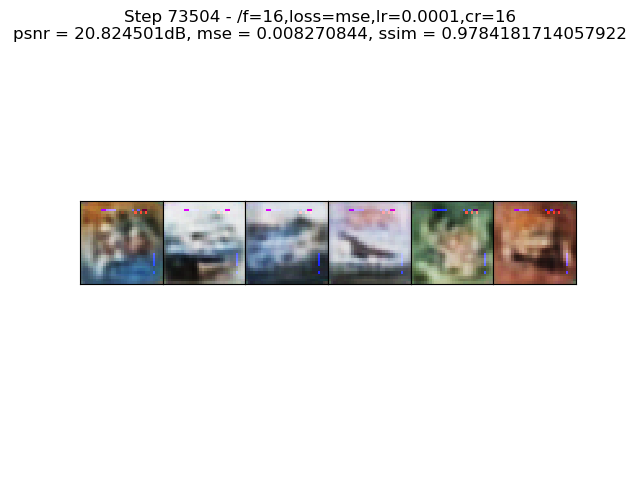 Step 73504 - /f=16,loss=mse,lr=0.0001,cr=16
psnr = 20.824501dB, mse = 0.008270844, ssim = 0.9784181714057922